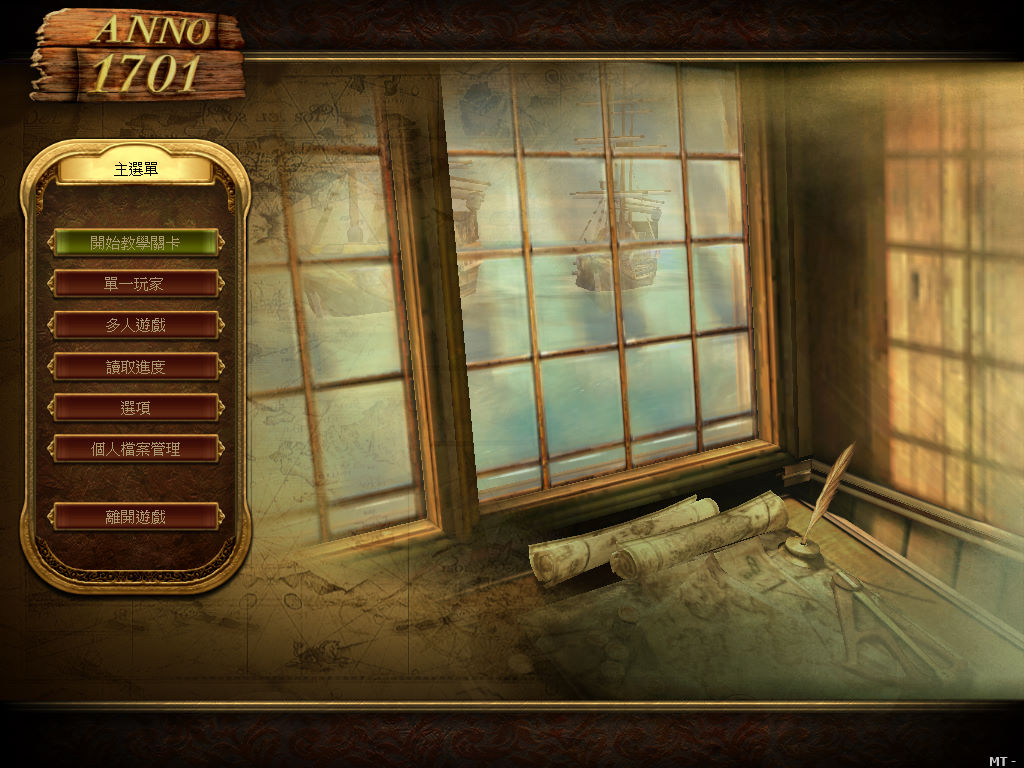 ANNO
1701
主選單
開始教學關卡
單一玩家
多人遊戲
讀取進度
選項
個人檔案管理
離開遊戲
MT -